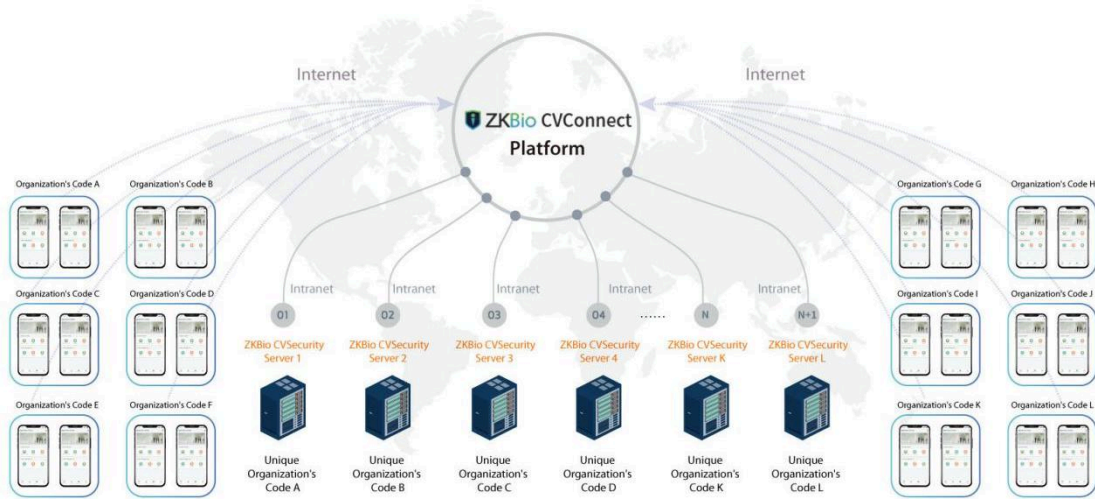 Internet
Internet
ZKBio CVConnect
Platform
Organization's Code A
Organization's Code B
Organization's Code G
Organization's Code H
Organization's Code C
Organization's Code D
Organization's Code I
Organization's Code J
Intranet
Intranet
Intranet
Intranet
Intranet
01
02
03
04
......
N
N+1
ZKBio CVSecurity
Server 1
ZKBio CVSecurity
Server 2
ZKBio CVSecurity
Server 3
ZKBio CVSecurity
Server 4
ZKBio CVSecurity
Server K
ZKBio CVSecurity
Server L
Organization's Code E
Organization's Code F
Organization's Code K
Organization's Code L
Unique
Organization's
Code A
Unique
Organization's
Code B
Unique
Organization's
Code C
Unique
Organization's
Code D
Unique
Organization's
Code K
Unique
Organization's
Code L